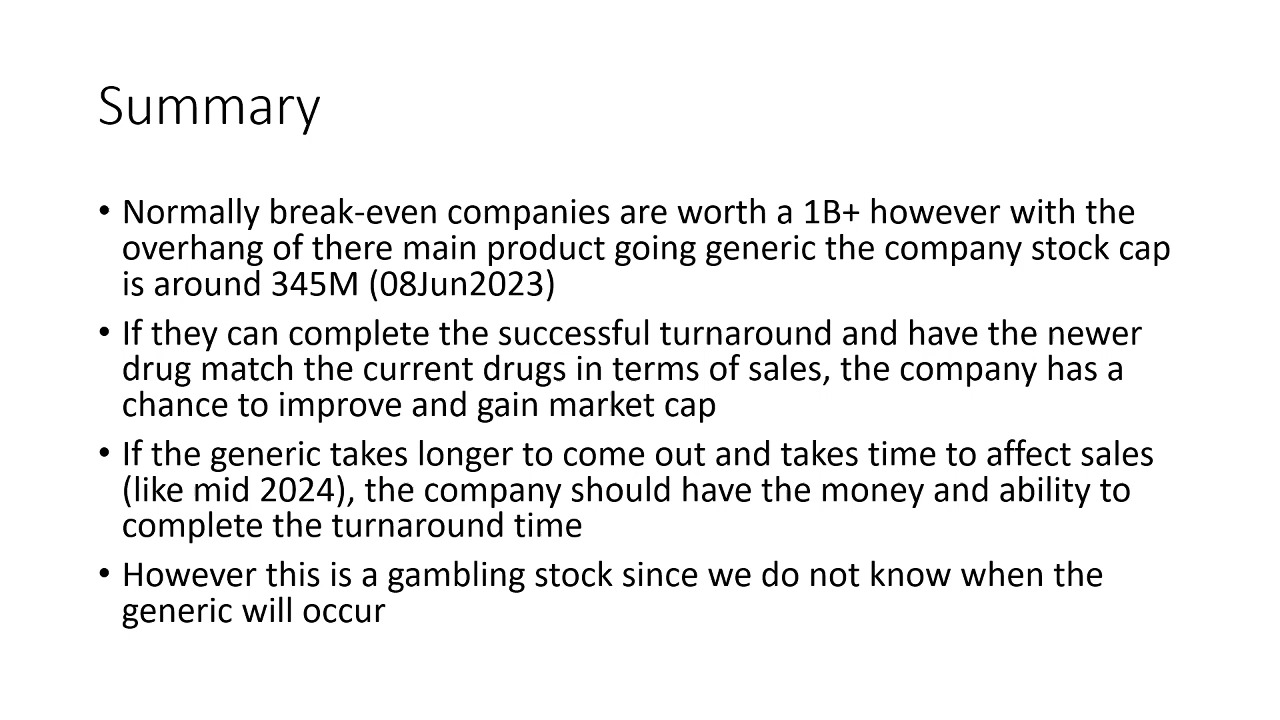 Summary
• Normally break-even companies are worth a 1B+ however with the
overhang of there main product going generic the company stock cap
is around 345M (08Jun2023)
• If they can complete the successful turnaround and have the newer
drug match the current drugs in terms of sales, the company has a
chance to improve and gain market cap
• If the generic takes longer to come out and takes time to affect sales
(like mid 2024), the company should have the money and ability to
complete the turnaround time
• However this is a gambling stock since we do not know when the
generic will occur